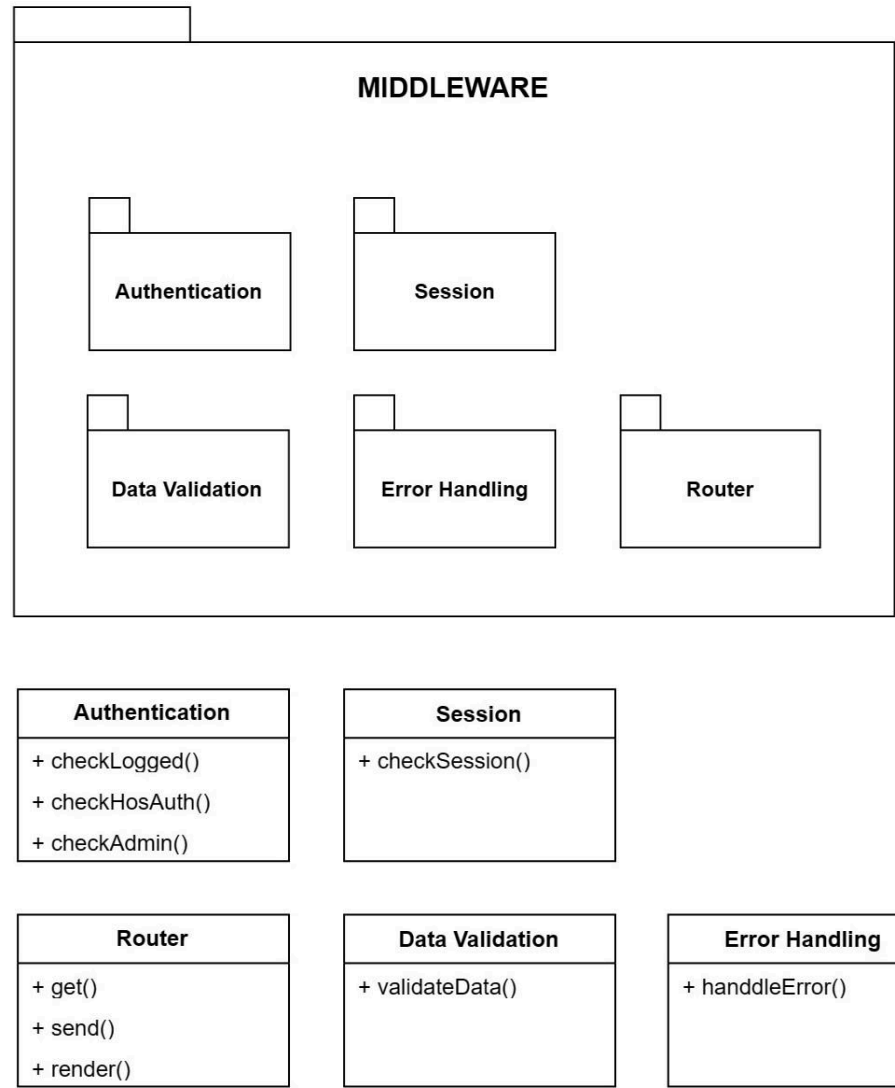 MIDDLEWARE
Authentication
Session
Data Validation
Error Handling
Router
Authentication
+ checkLogged()
+ checkHosAuth()
+ checkAdmin()
Session
+ checkSession()
Router
+ get()
+ send()
+ render()
Data Validation
+ validateData()
Error Handling
+ handdleError()